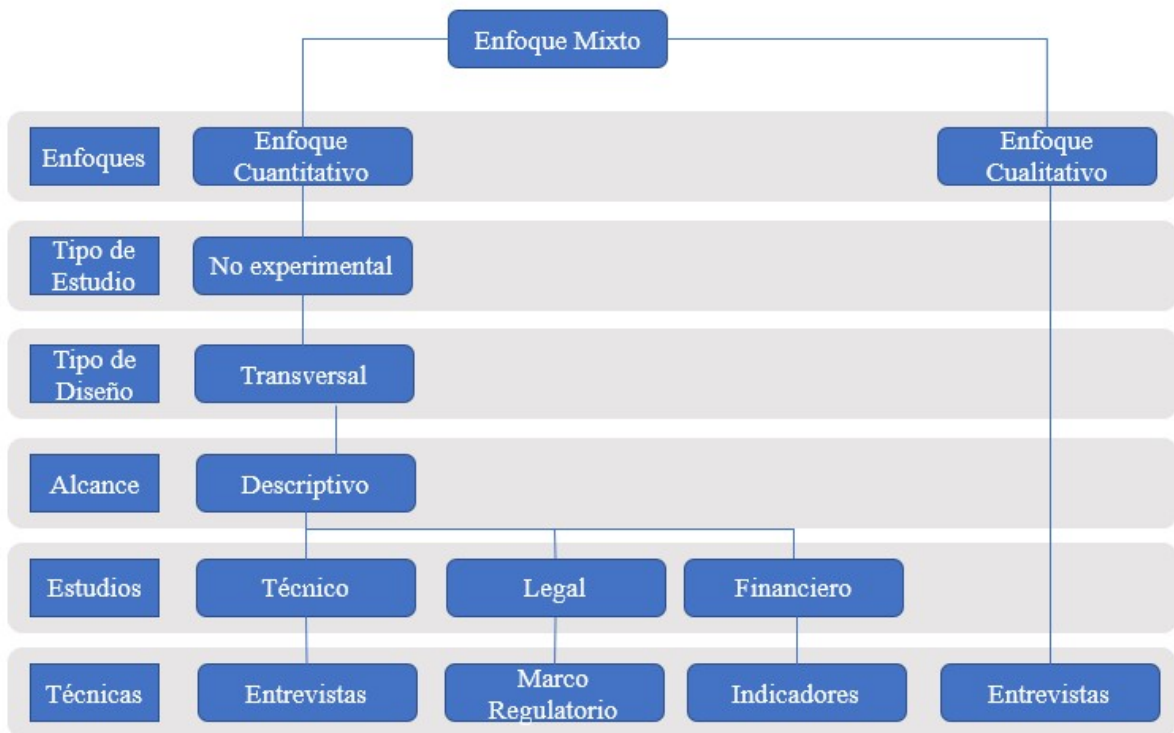 Enfoque Mixto
Enfoques
Enfoque
Cuantitativo
Enfoque
Cualitativo
Tipo de
Estudio
No experimental
Tipo de
Diseño
Transversal
Alcance
Descriptivo
Estudios
Técnico
Legal
Financiero
Técnicas
Entrevistas
Marco
Regulatorio
Indicadores
Entrevistas